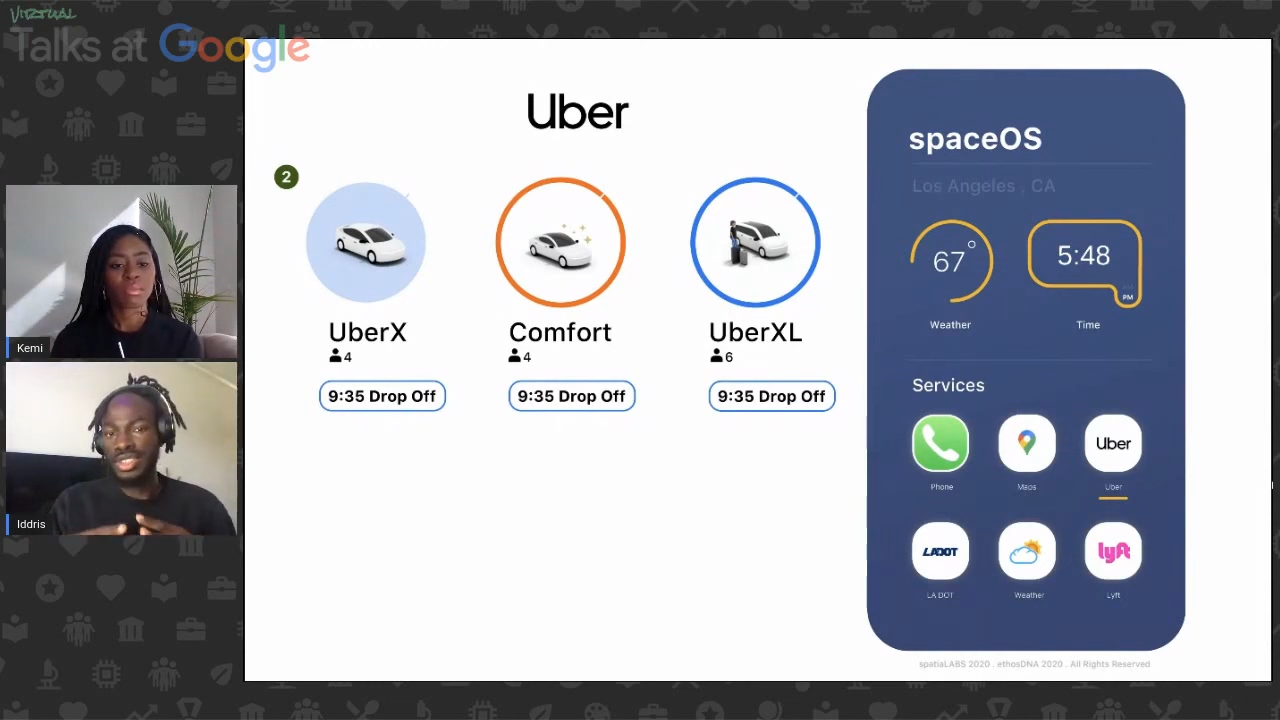 VIRTUAL
Talks at Google
Uber
2
UberX
4
9:35 Drop Off
Comfort
4
9:35 Drop Off
UberXL
6
9:35 Drop Off
spaceOS
Los Angeles , CA
67°
Weather
5:48
PM
Time
Services
Phone
Maps
Uber
Uber
LADOT
LA DOT
Weather
lyft
Lyft
spatiaLABS 2020 . ethosDNA 2020 . All Rights Reserved
Kemi
Iddris